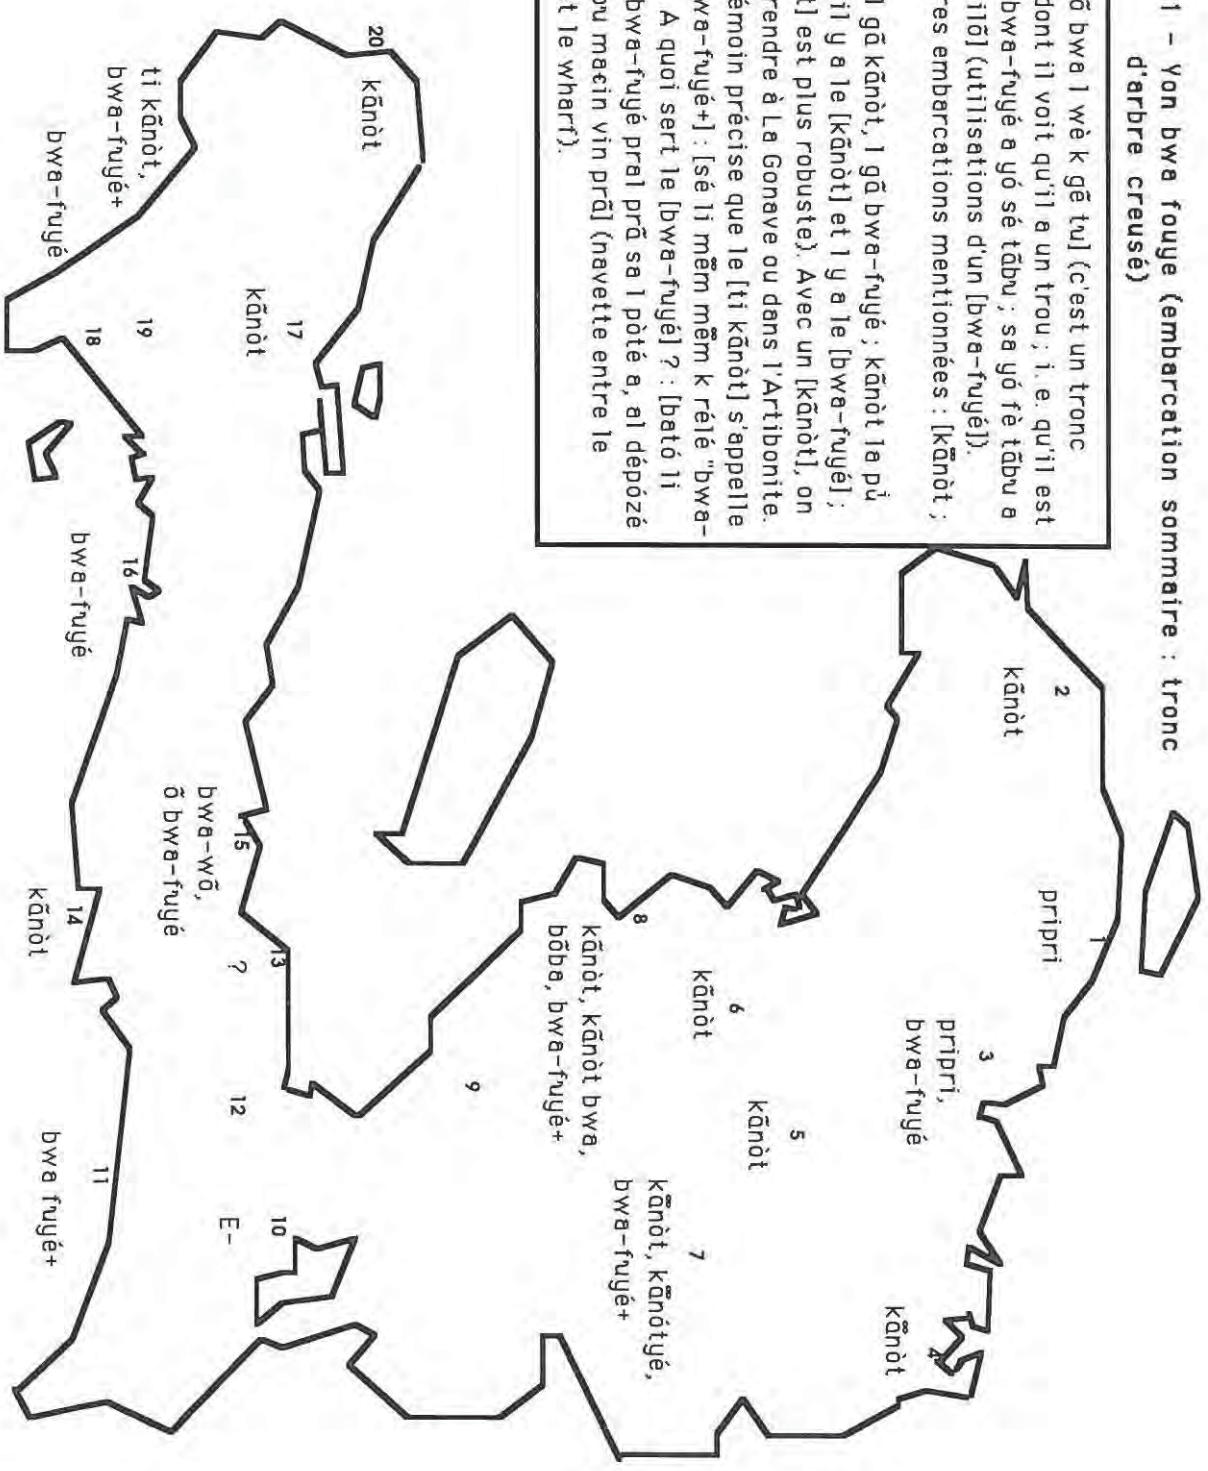 1 - Yon bwa fouye (embarcation sommaire : tronc
d'arbre creusé)
õ bwa l wè k gẽ tu] (c'est un tronc
dont il voit qu'il a un trou ; i.e. qu'il est
bwa-fuyé a yó sé tãbu ; sa yó fè tãbu a
ilõ] (utilisations d'un [bwa-fuyé]).
res embarcations mentionnées : [kãnòt ;
l gã kãnòt, l gã bwa-fuyé ; kãnòt la
il y a le [kãnòt] et l y a le [bwa-fuyé] ;
t] est plus robuste). Avec un [kãnòt], on
rendre à La Gonave ou dans l'Artibonite.
émoin précise que le [ti kãnòt] s'appelle
wa-fuyé+] : [sé li mẽm mẽm k rélé "bwa-
A quoi sert le [bwa-fuyé] ? : [bató li
bwa-fuyé pral prã sa l pòté a, al dépózé
ou maєin vin prã] (navette entre le
t le wharf).
2
kãnòt
1
pripri
3
pripri,
bwa-fuyé
4
kãnòt
5
kãnòt
6
kãnòt
7
kãnòt, kãnótyé,
bwa-fuyé+
8
kãnòt, kãnòt bwa,
bõba, bwa-fuyé+
9
20
kãnòt
17
kãnòt
15
bwa-wõ,
õ bwa-fuyé
13
?
12
10
E-
ti kãnòt,
bwa-fuyé+
19
18
bwa-fuyé
16
bwa-fuyé
14
kãnòt
11
bwa fuyé+